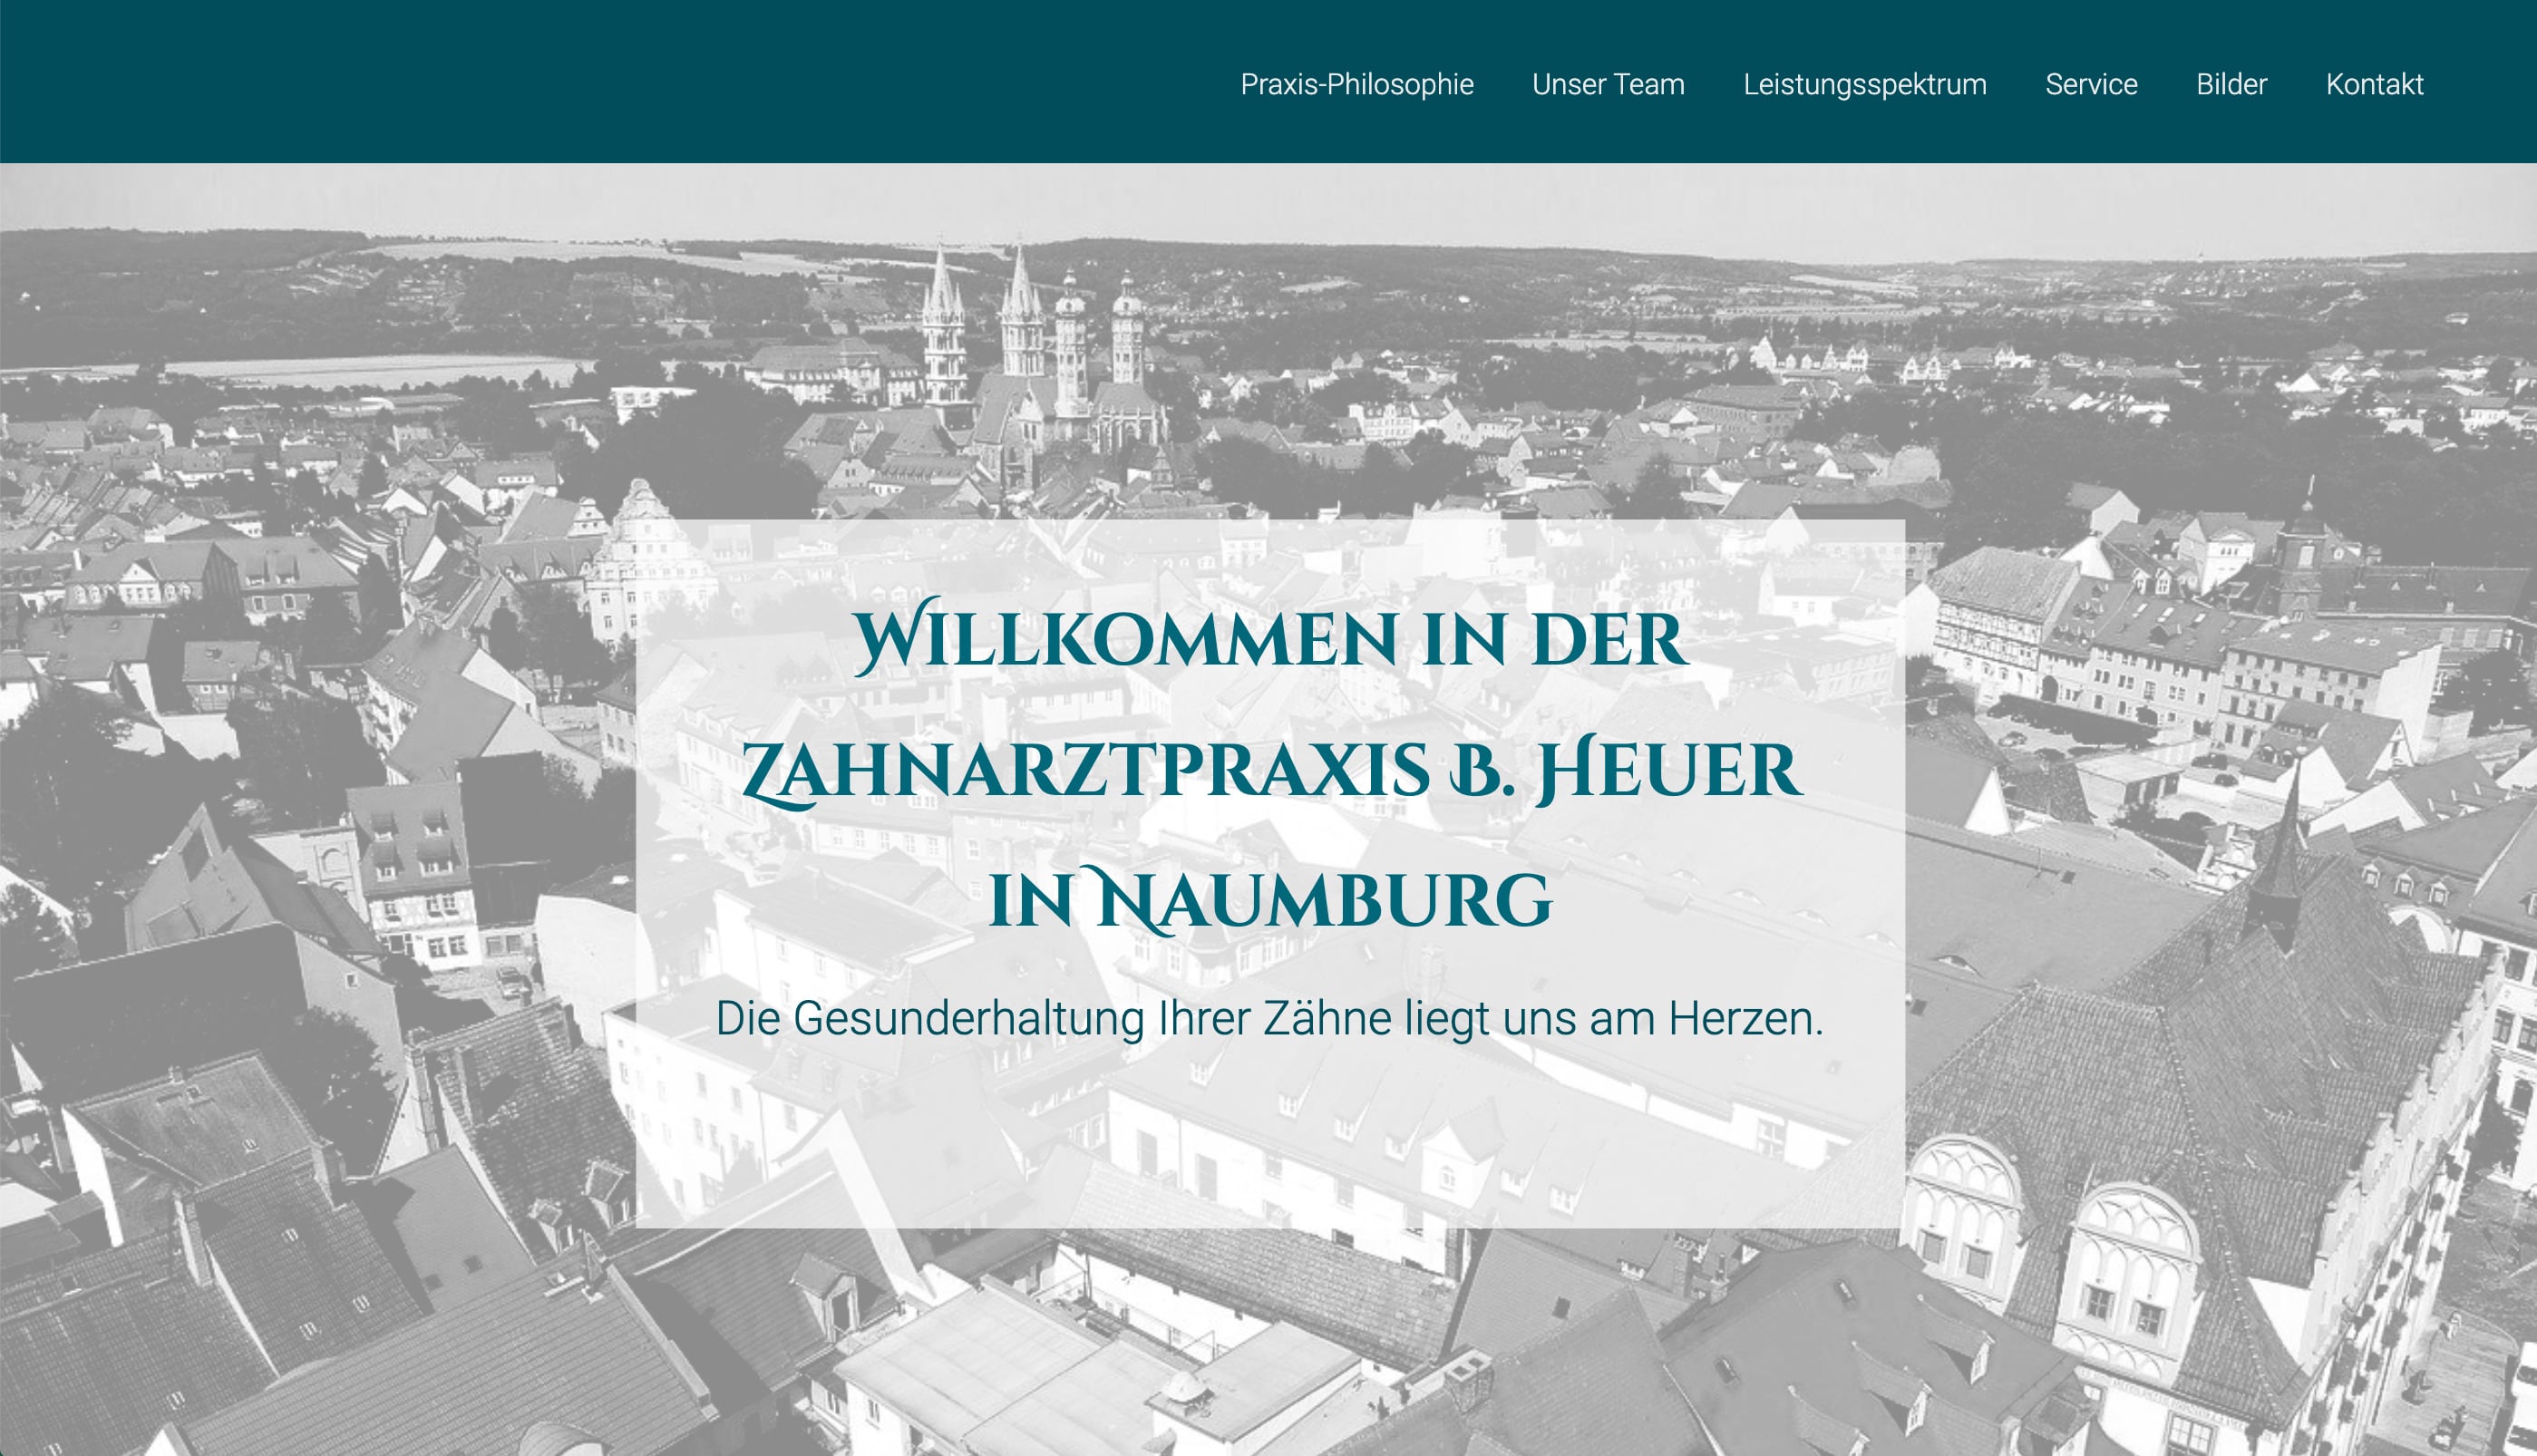 Praxis-Philosophie Unser Team Leistungsspektrum Service Bilder Kontakt
Willkommen in der
Zahnarztpraxis B. Heuer
in Naumburg
Die Gesunderhaltung Ihrer Zähne liegt uns am Herzen.